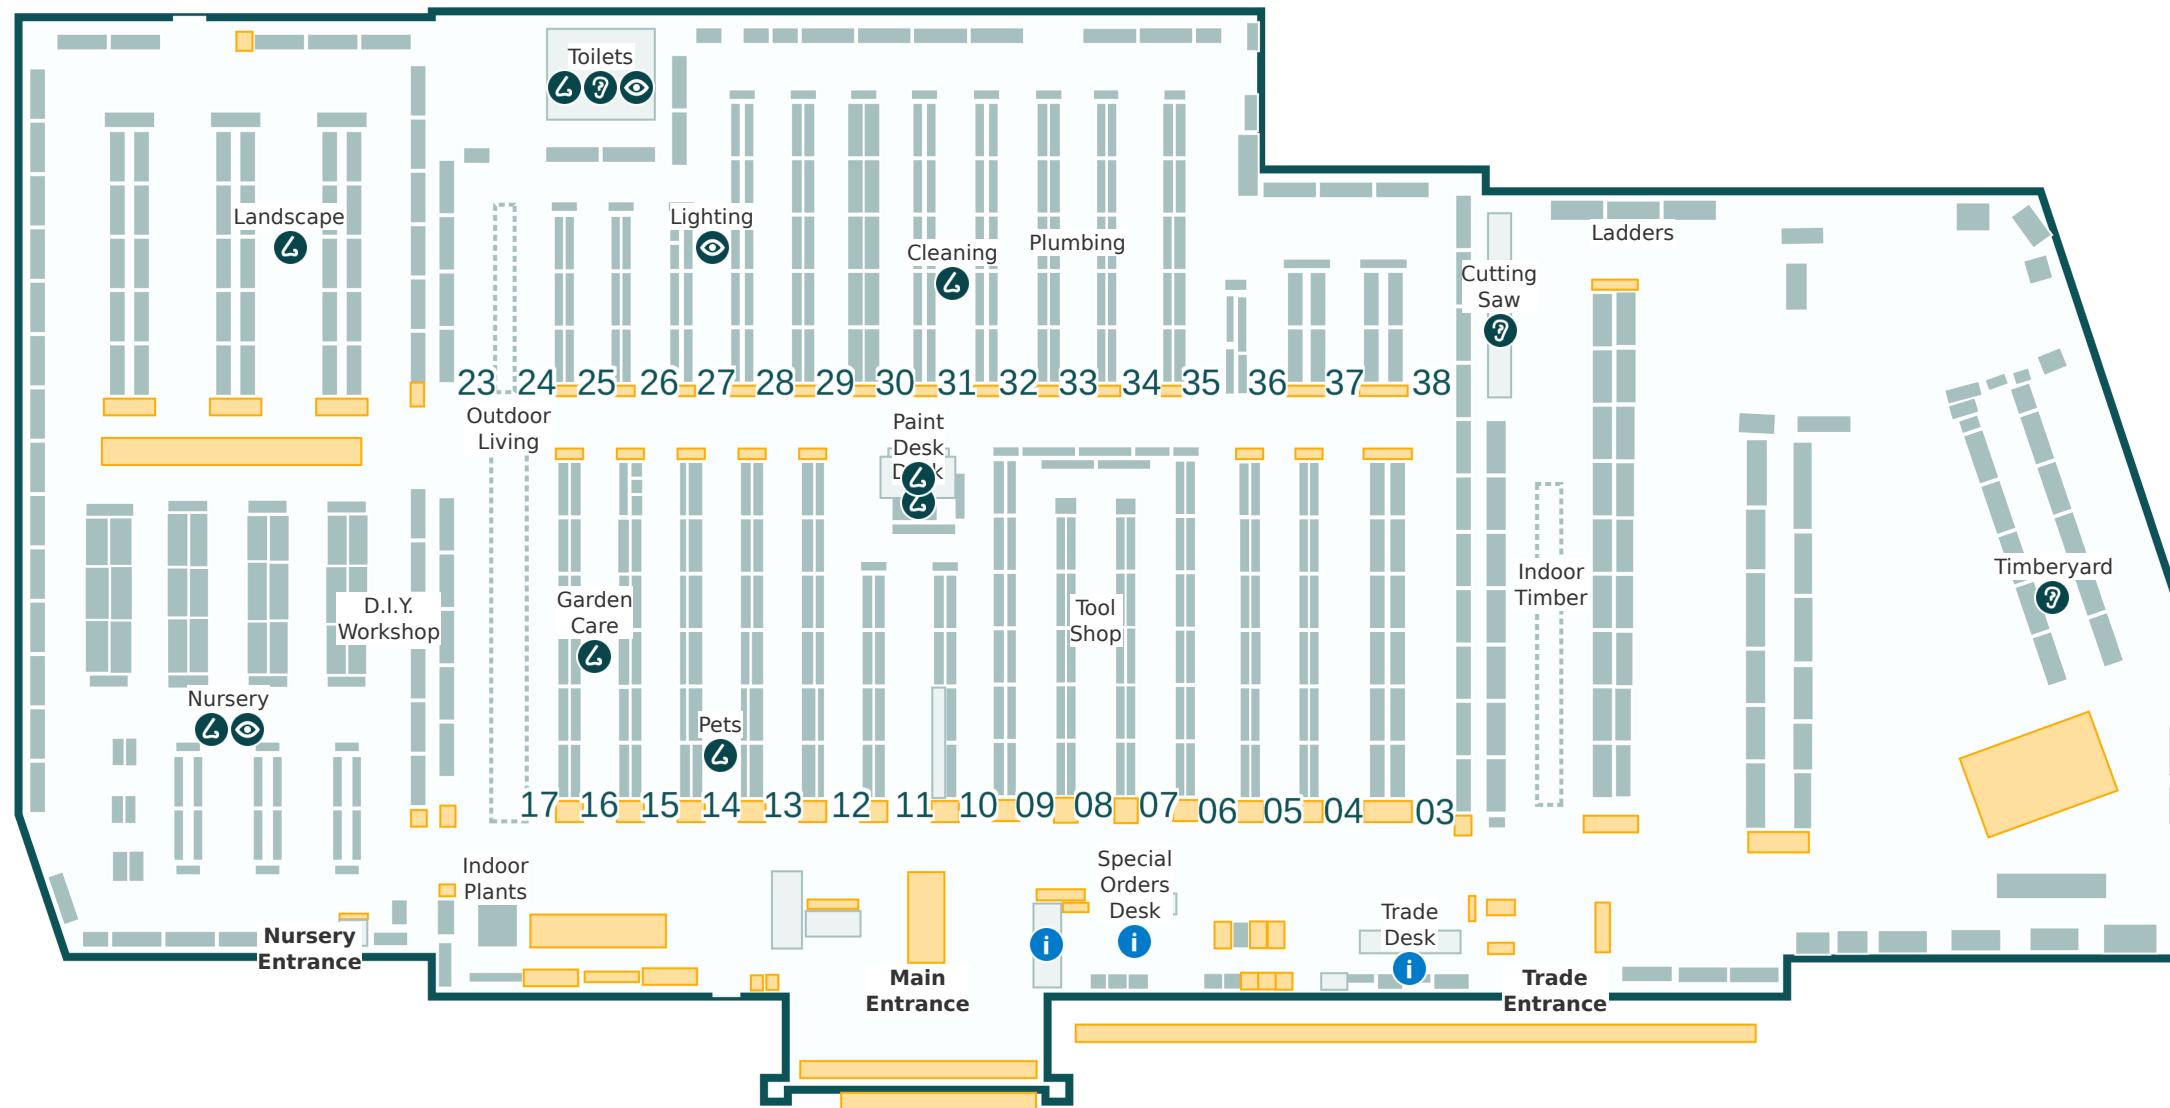 Toilets
Landscape
Lighting
Cleaning
Plumbing
Ladders
Cutting
Saw
23 24 25 26 27 28 29 30 31 32 33 34 35 36 37 38
Outdoor
Living
Paint
Desk
Indoor
Timber
Timberyard
D.I.Y.
Workshop
Garden
Care
Tool
Shop
Nursery
Pets
17 16 15 14 13 12 11 10 09 08 07 06 05 04 03
Indoor
Plants
Special
Orders
Desk
Trade
Desk
Nursery
Entrance
Main
Entrance
Trade
Entrance